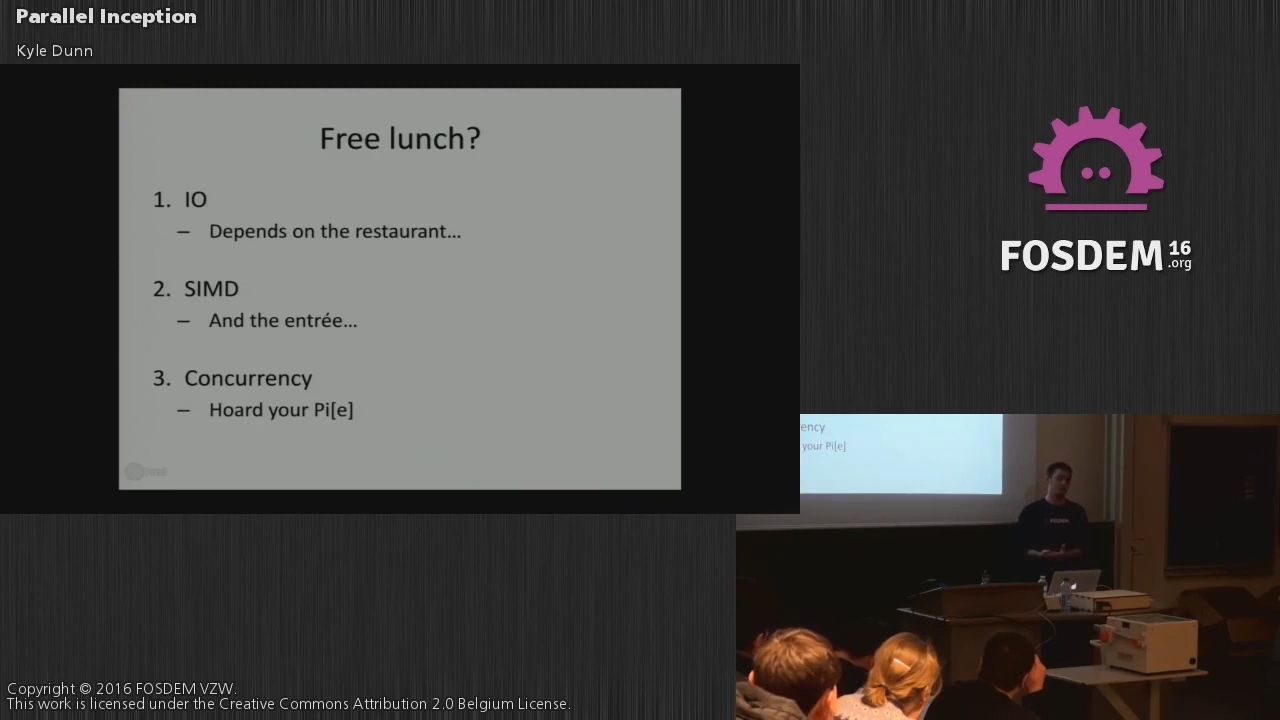 Parallel Inception
Kyle Dunn
Free lunch?
1. IO
– Depends on the restaurant...
2. SIMD
– And the entrée...
3. Concurrency
– Hoard your Pi[e]
FOSDEM 16
.org
ency
your Pi[e]
FOSDEM
Copyright © 2016 FOSDEM VZW.
This work is licensed under the Creative Commons Attribution 2.0 Belgium License.